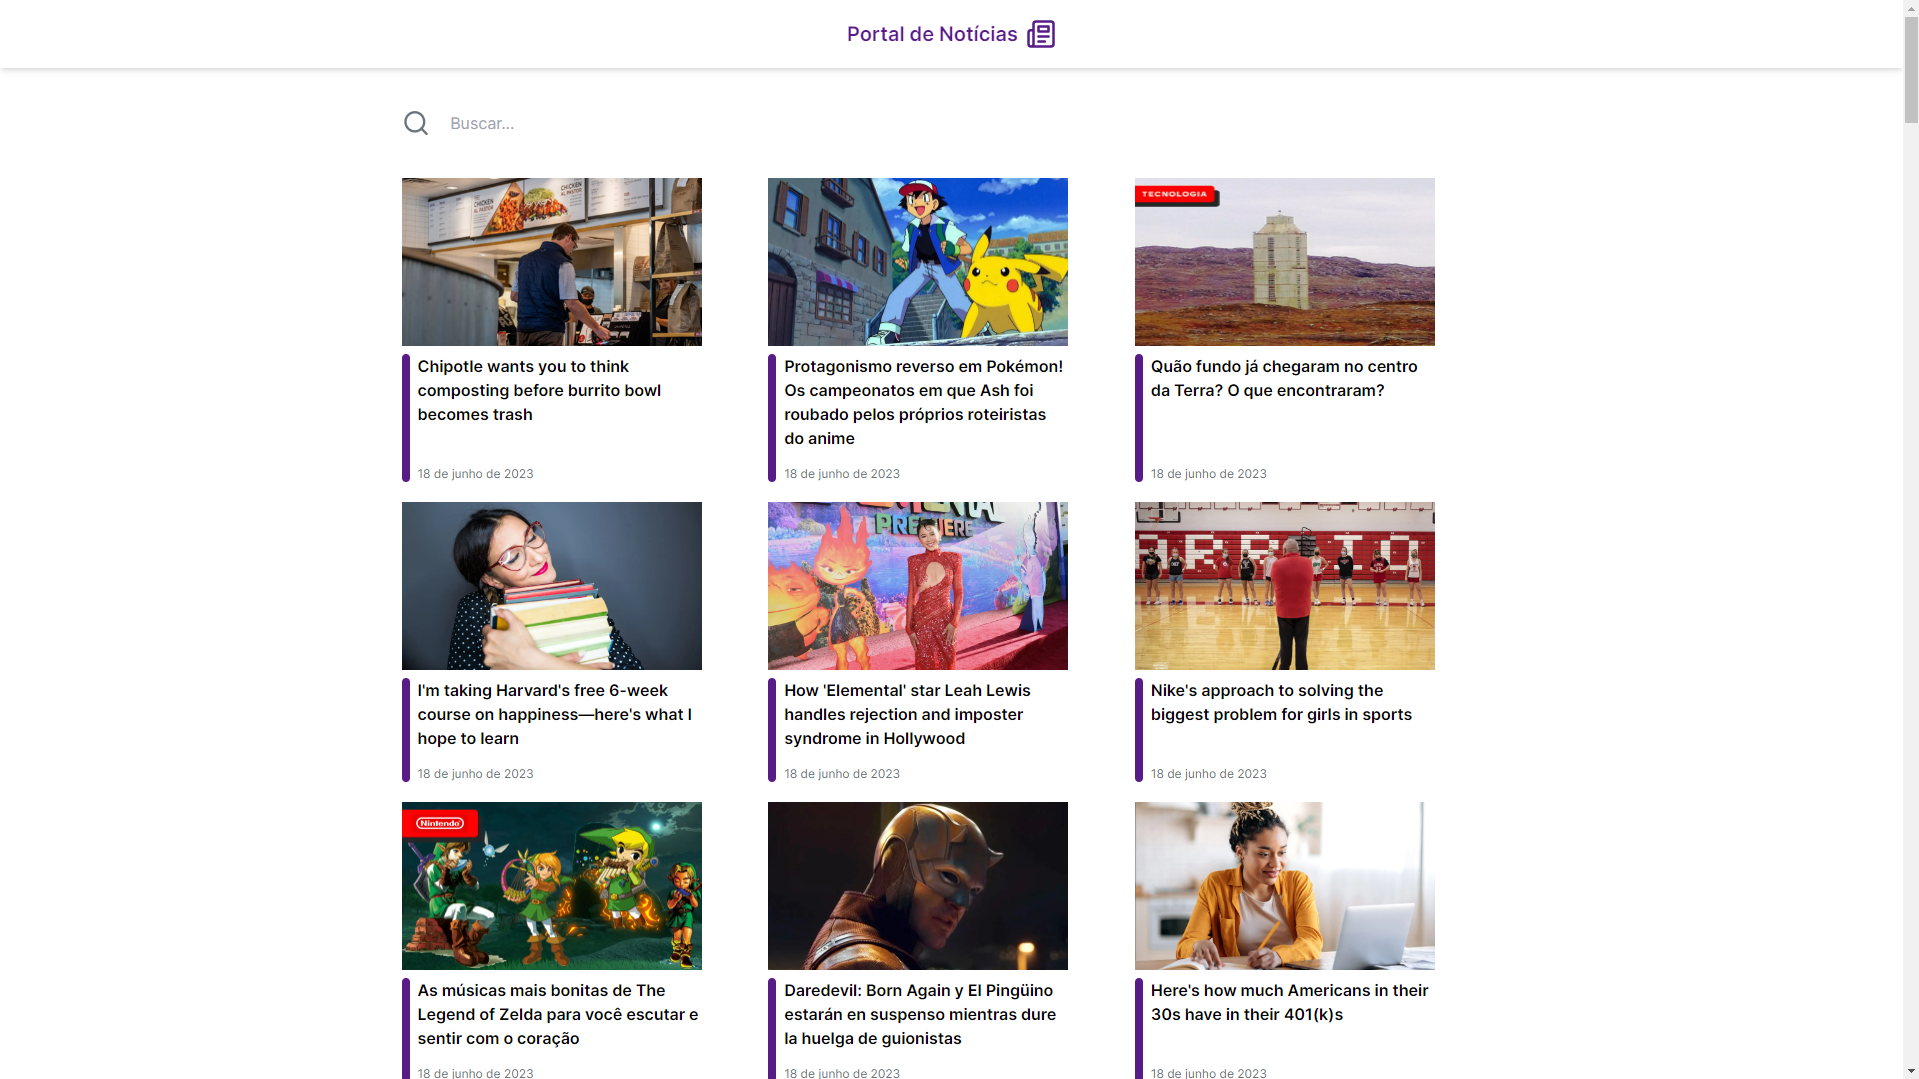 Portal de Notícias
Buscar...
CHICKEN
AL PASTOR
CHICKEN
AL PASTOR
TECNOLOGIA
Chipotle wants you to think
composting before burrito bowl
becomes trash
18 de junho de 2023
Protagonismo reverso em Pokémon!
Os campeonatos em que Ash foi
roubado pelos próprios roteiristas
do anime
18 de junho de 2023
Quão fundo já chegaram no centro
da Terra? O que encontraram?
18 de junho de 2023
PREMIERE
I'm taking Harvard's free 6-week
course on happiness—here's what I
hope to learn
18 de junho de 2023
How 'Elemental' star Leah Lewis
handles rejection and imposter
syndrome in Hollywood
18 de junho de 2023
Nike's approach to solving the
biggest problem for girls in sports
18 de junho de 2023
Nintendo
As músicas mais bonitas de The
Legend of Zelda para você escutar e
sentir com o coração
18 de junho de 2023
Daredevil: Born Again y El Pingüino
estarán en suspenso mientras dure
la huelga de guionistas
18 de junho de 2023
Here's how much Americans in their
30s have in their 401(k)s
18 de junho de 2023